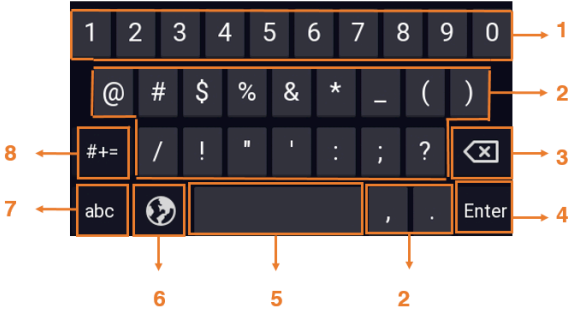 1 2 3 4 5 6 7 8 9 0 1
@ # $ % & * _ ( ) 2
8 #+= / ! " ' : ; ? 3
7 abc , . Enter 4
6 5 2